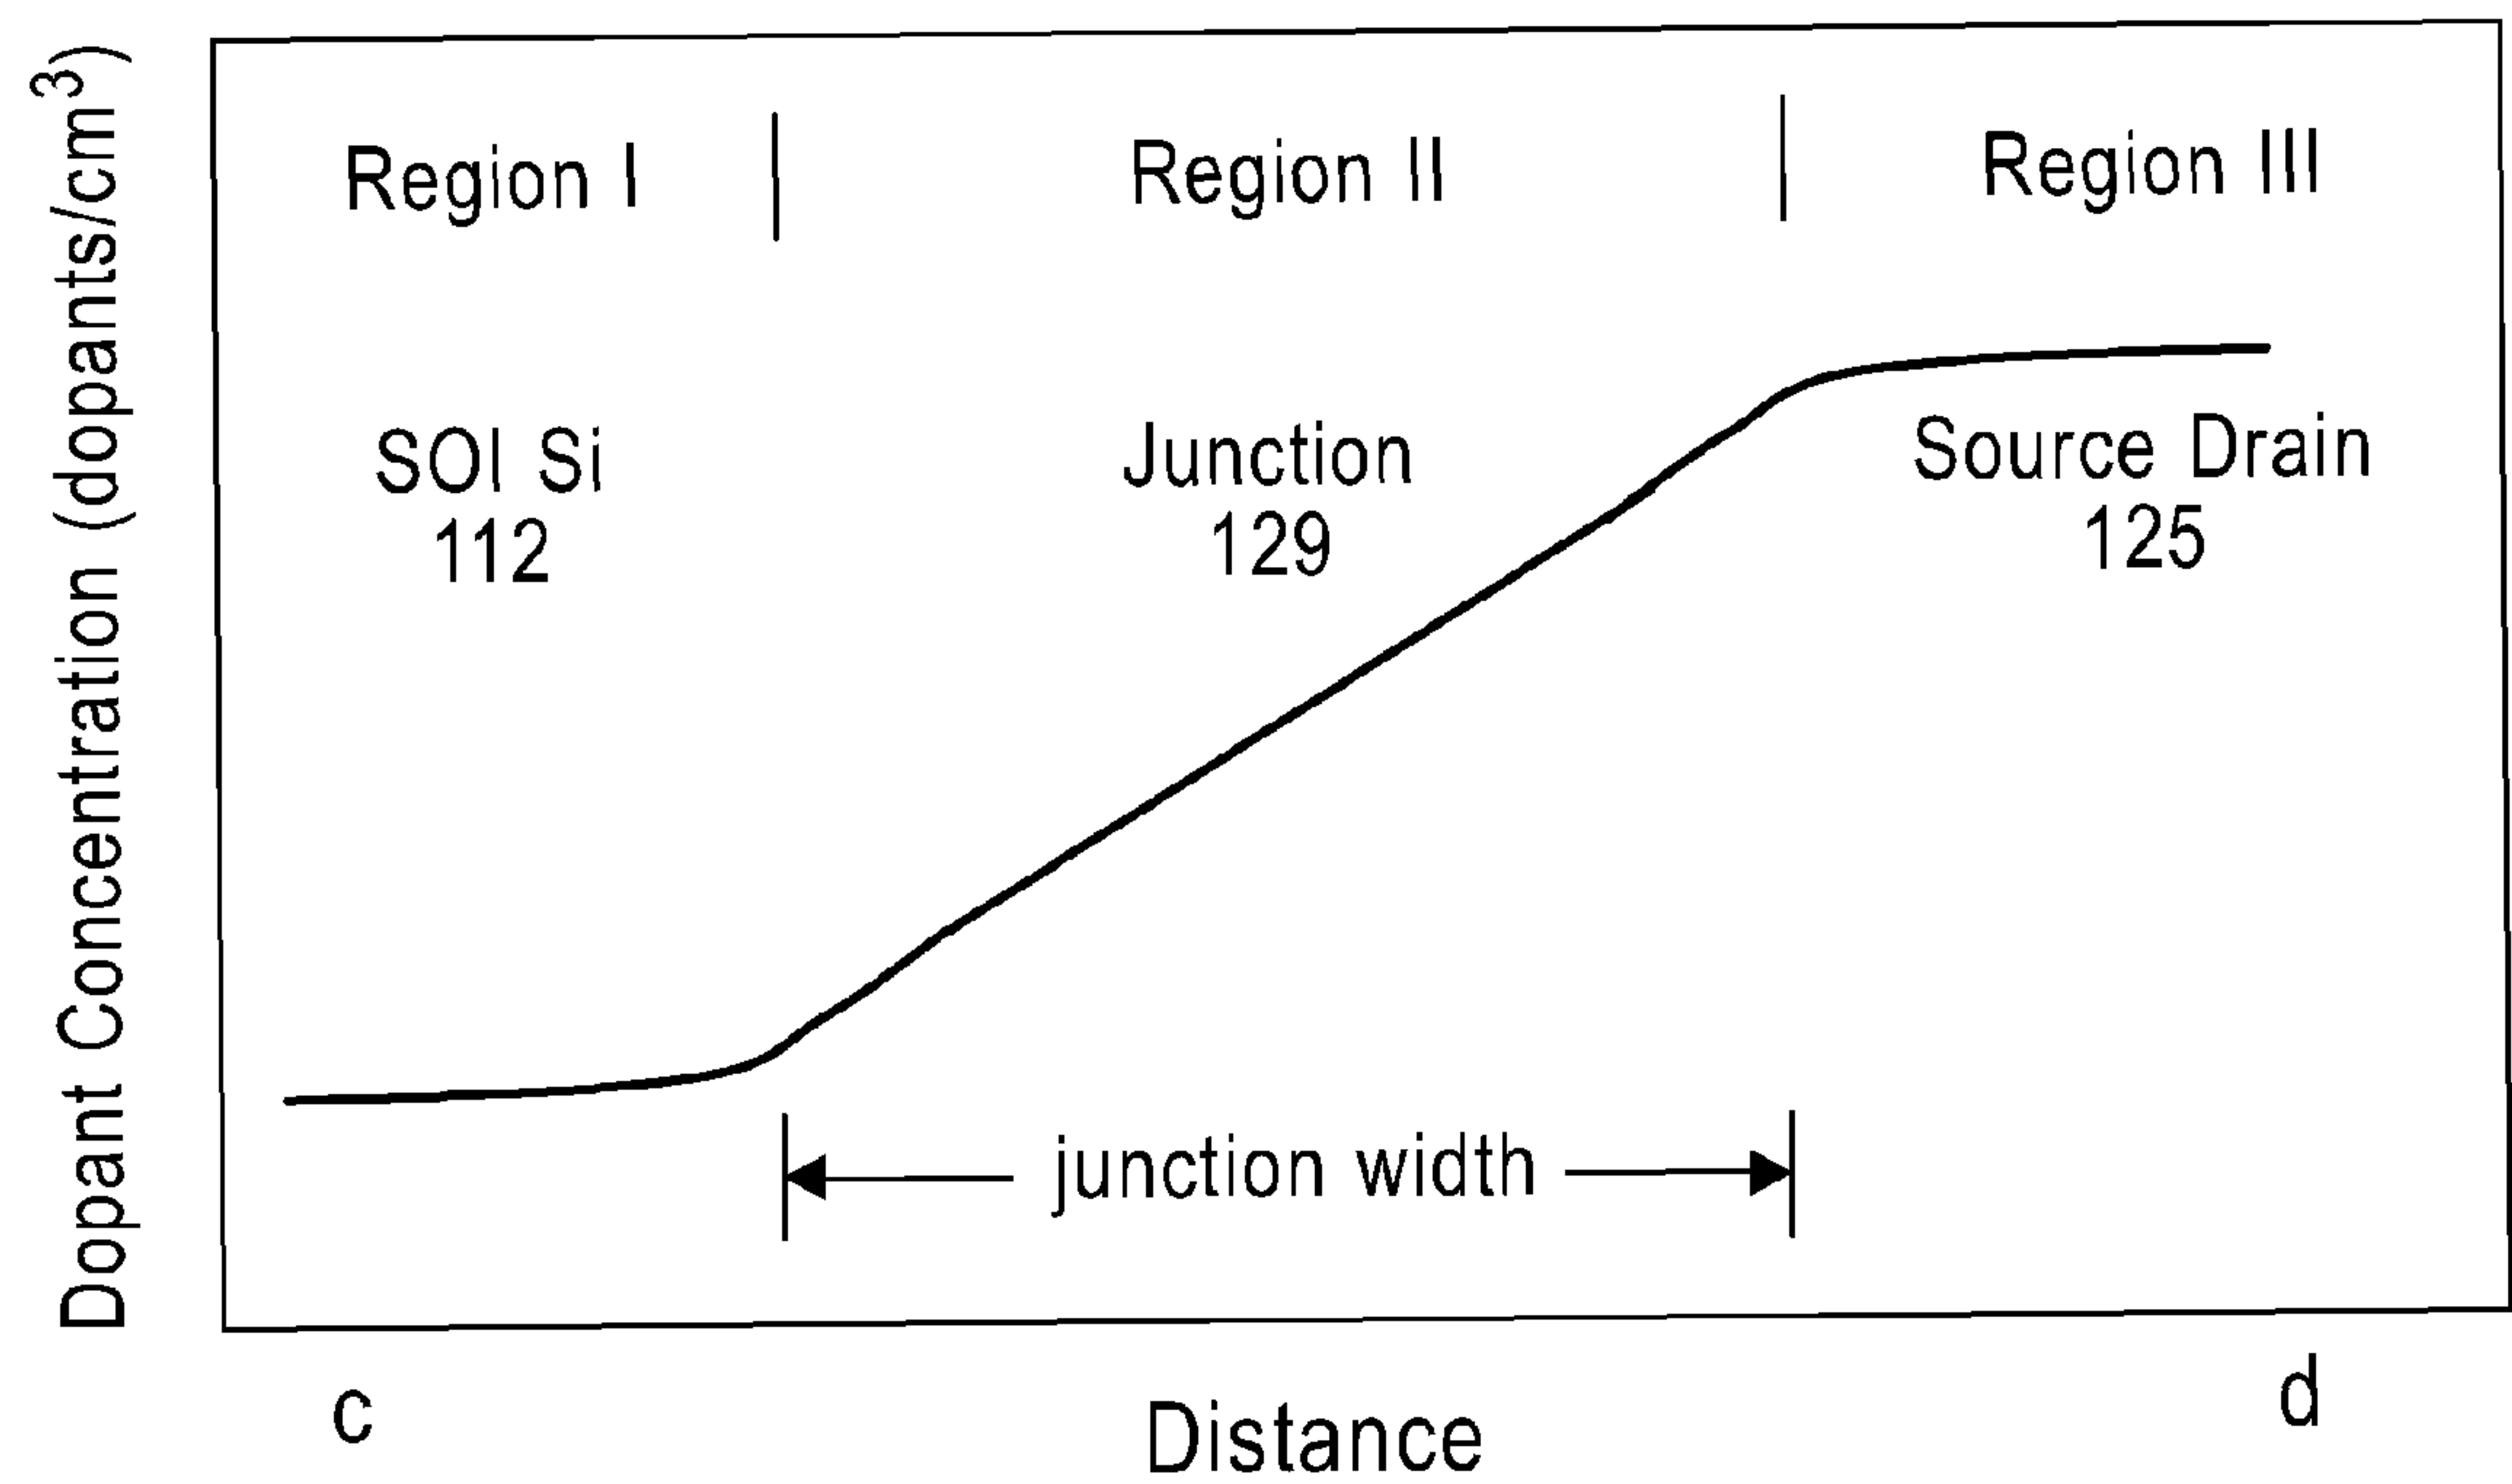 Dopant Concentration (dopants/cm³)
Region I
Region II
Region III
SOI Si
112
Junction
129
Source Drain
125
junction width
c
Distance
d